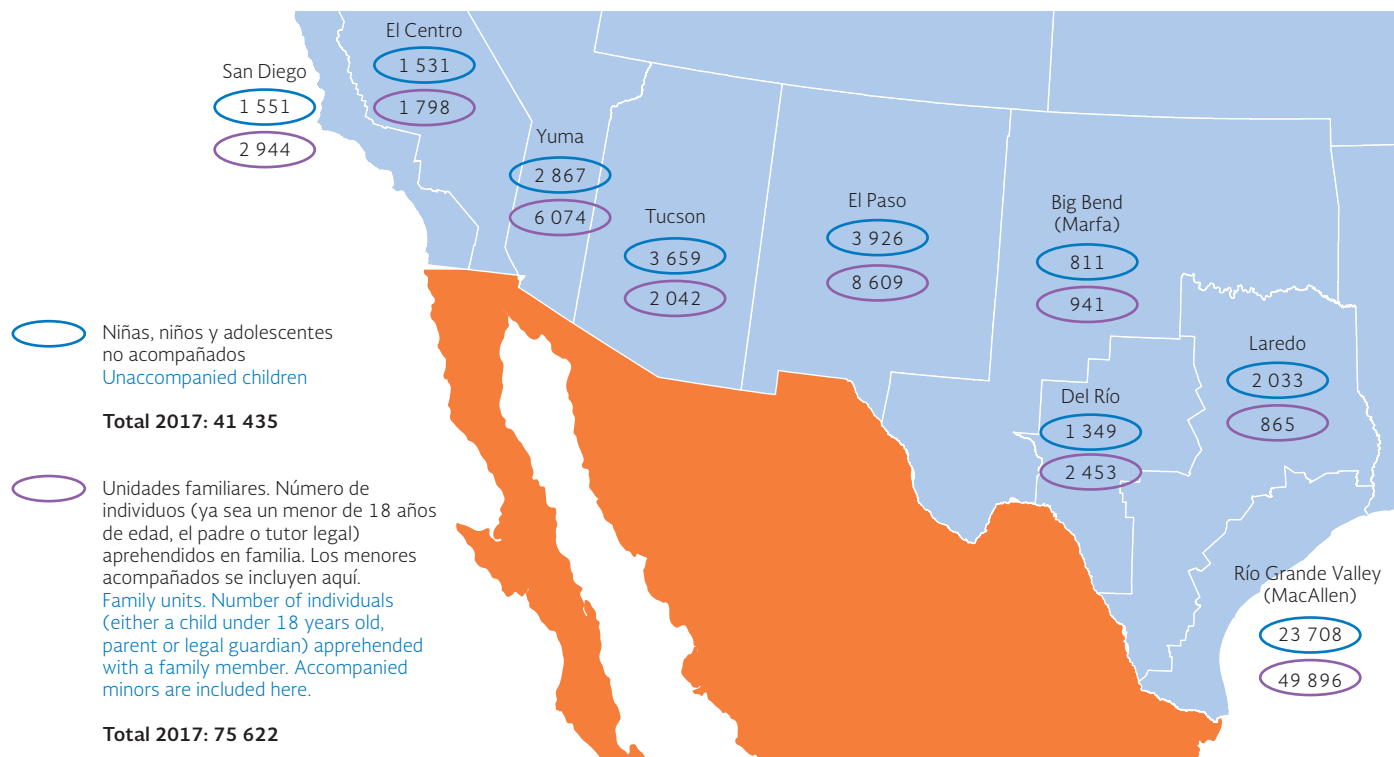 El Centro
1 531
1 798
San Diego
1 551
2 944
Yuma
2 867
6 074
Tucson
3 659
2 042
El Paso
3 926
8 609
Big Bend
(Marfa)
811
941
Laredo
2 033
865
Del Río
1 349
2 453
Río Grande Valley
(MacAllen)
23 708
49 896
Niñas, niños y adolescentes
no acompañados
Unaccompanied children
Total 2017: 41 435
Unidades familiares. Número de
individuos (ya sea un menor de 18 años
de edad, el padre o tutor legal)
aprehendidos en familia. Los menores
acompañados se incluyen aquí.
Family units. Number of individuals
(either a child under 18 years old,
parent or legal guardian) apprehended
with a family member. Accompanied
minors are included here.
Total 2017: 75 622